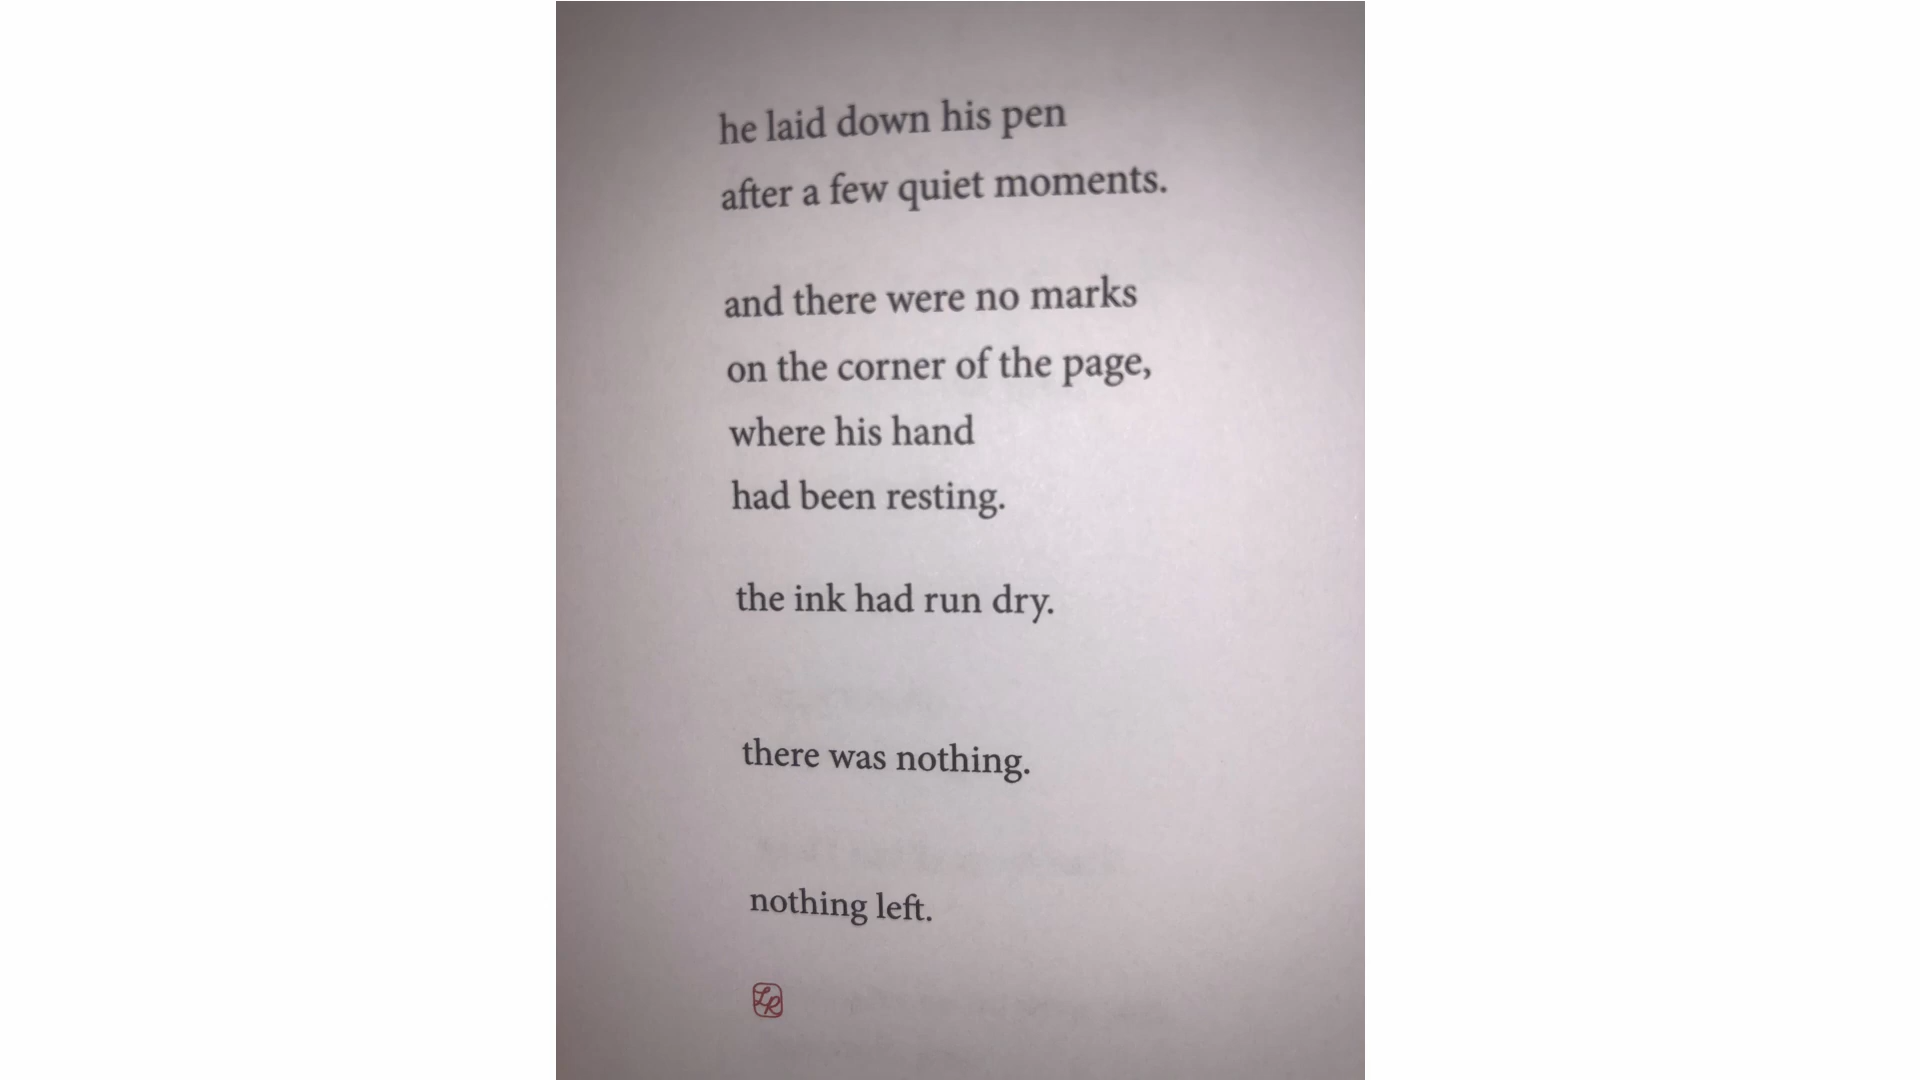 he laid down his pen
after a few quiet moments.
and there were no marks
on the corner of the page,
where his hand
had been resting.
the ink had run dry.
there was nothing.
nothing left.
LR